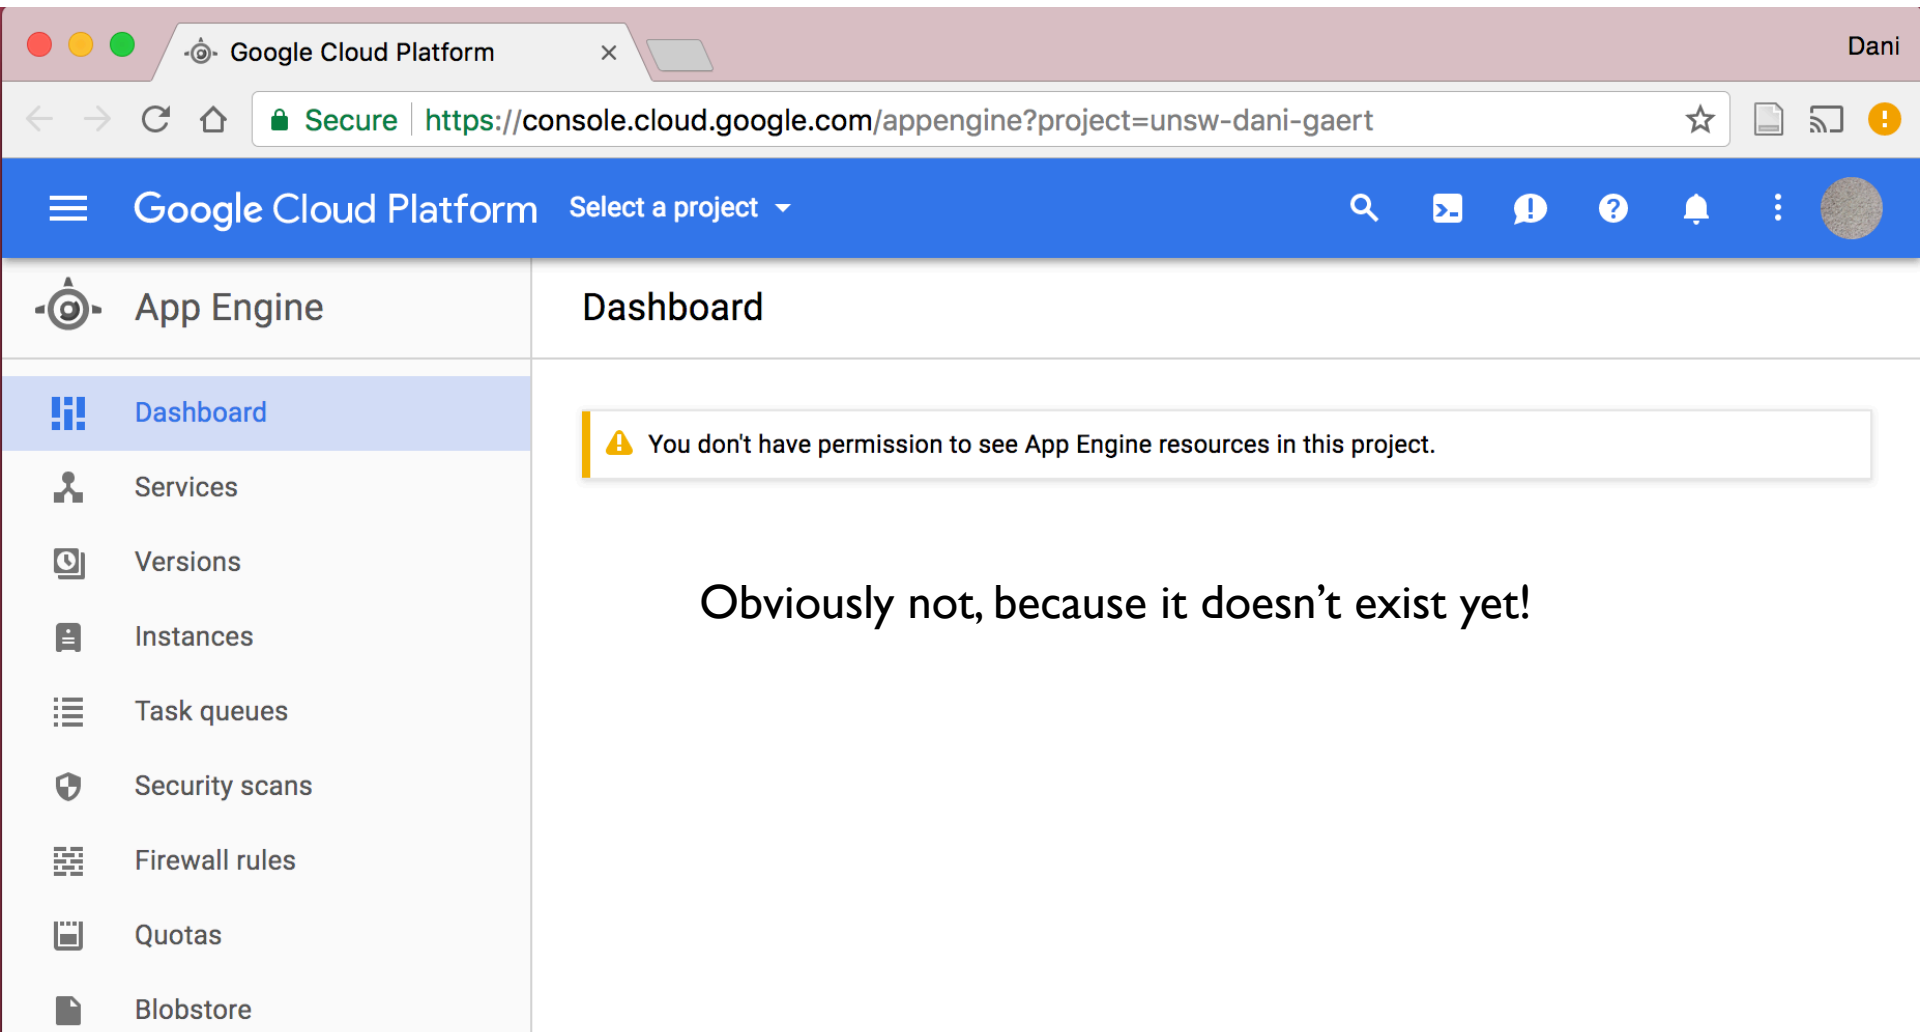 Google Cloud Platform
Dani
Secure https://console.cloud.google.com/appengine?project=unsw-dani-gaert
Google Cloud Platform Select a project
App Engine
Dashboard
Dashboard
You don't have permission to see App Engine resources in this project.
Services
Versions
Obviously not, because it doesn’t exist yet!
Instances
Task queues
Security scans
Firewall rules
Quotas
Blobstore